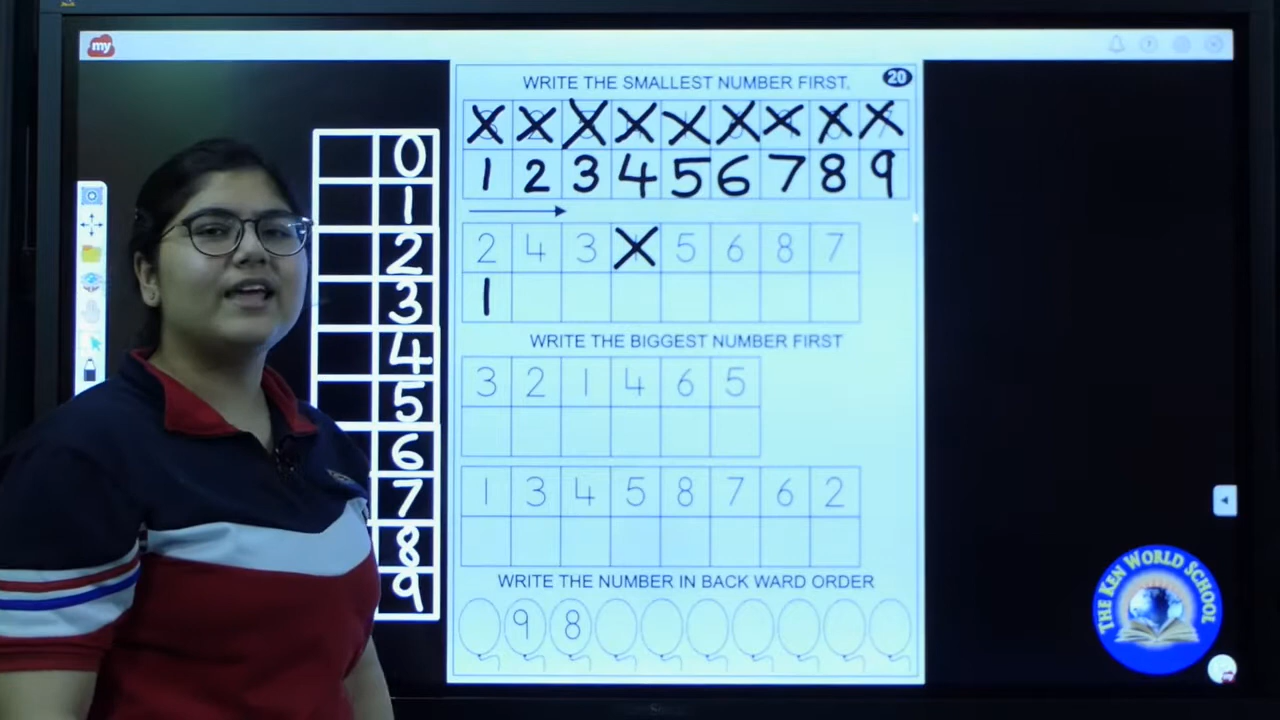 my
WRITE THE SMALLEST NUMBER FIRST.
20
1 2 3 4 5 6 7 8 9
2 4 3 5 6 8 7
1
WRITE THE BIGGEST NUMBER FIRST
3 2 1 4 6 5
1 3 4 5 8 7 6 2
WRITE THE NUMBER IN BACK WARD ORDER
9 8
0
1
2
3
4
5
6
7
8
9
THE KEN WORLD SCHOOL